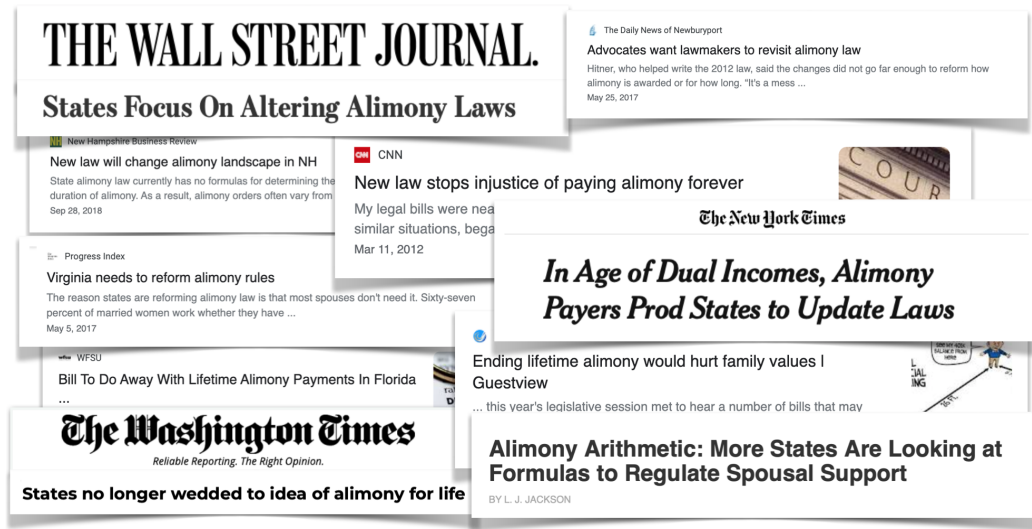 THE WALL STREET JOURNAL.
States Focus On Altering Alimony Laws
The Daily News of Newburyport
Advocates want lawmakers to revisit alimony law
Hitner, who helped write the 2012 law, said the changes did not go far enough to reform how
alimony is awarded or for how long. "It's a mess ...
May 25, 2017
NH New Hampshire Business Review
New law will change alimony landscape in NH
State alimony law currently has no formulas for determining the
duration of alimony. As a result, alimony orders often vary from
Sep 28, 2018
CNN CNN
New law stops injustice of paying alimony forever
My legal bills were nea
similar situations, bega
Mar 11, 2012
COUR
The New York Times
In Age of Dual Incomes, Alimony
Payers Prod States to Update Laws
Progress Index
Virginia needs to reform alimony rules
The reason states are reforming alimony law is that most spouses don't need it. Sixty-seven
percent of married women work whether they have ...
May 5, 2017
wfsu WFSU
Bill To Do Away With Lifetime Alimony Payments In Florida
...
Ending lifetime alimony would hurt family values |
Guestview
... this year's legislative session met to hear a number of bills that may
BALANCE FROM
HERE
The Washington Times
Reliable Reporting. The Right Opinion.
States no longer wedded to idea of alimony for life
Alimony Arithmetic: More States Are Looking at
Formulas to Regulate Spousal Support
BY L. J. JACKSON